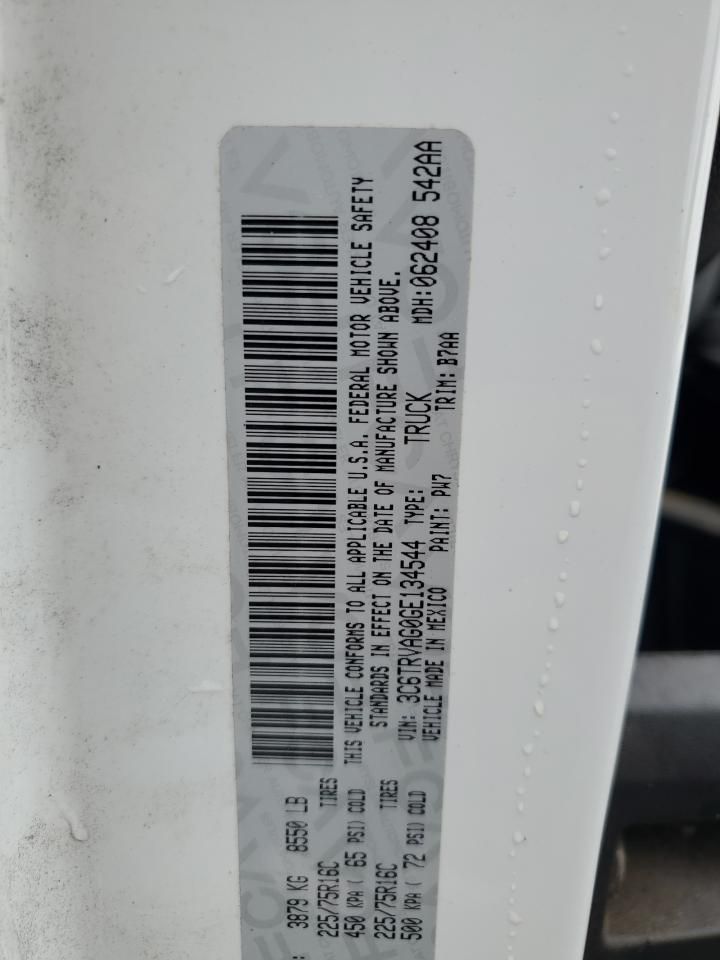 : 3879 KG 8550 LB
225/75R16C TIRES
450 KPA ( 65 PSI) COLD
225/75R16C TIRES
500 KPA ( 72 PSI) COLD
THIS VEHICLE CONFORMS TO ALL APPLICABLE U.S.A. FEDERAL MOTOR VEHICLE SAFETY
STANDARDS IN EFFECT ON THE DATE OF MANUFACTURE SHOWN ABOVE.
VIN: 3C6TRVAG0GE134544 TYPE: TRUCK MDH:062408 542AA
VEHICLE MADE IN MEXICO PAINT: PW7 TRIM: B7AA